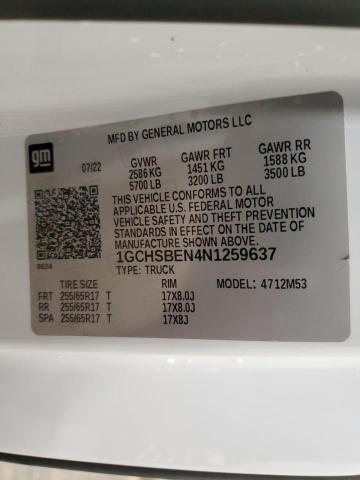 MFD BY GENERAL MOTORS LLC
gm
07/22 GVWR GAWR FRT GAWR RR
2586 KG 1451 KG 1588 KG
5700 LB 3200 LB 3500 LB
THIS VEHICLE CONFORMS TO ALL APPLICABLE
U.S. FEDERAL MOTOR
VEHICLE SAFETY AND THEFT PREVENTION
STANDARDS IN EFFECT ON THE DATE OF
MANUFACTURE SHOWN ABOVE.
1GCHSBEN4N1259637
TYPE: TRUCK
TIRE SIZE RIM MODEL: 4712M53
FRT 255/65R17 T 17X8.0J
RR 255/65R17 T 17X8.0J
SPA 255/65R17 T 17X8